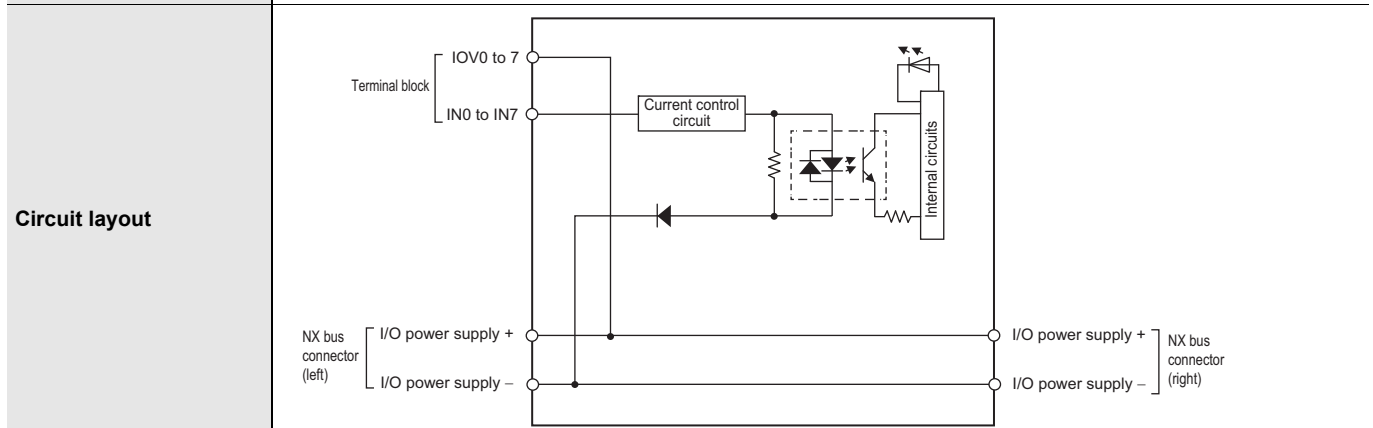 Circuit layout
Terminal block
IOV0 to 7
IN0 to IN7
Current control
circuit
Internal circuits
NX bus
connector
(left)
I/O power supply +
I/O power supply –
I/O power supply +
I/O power supply –
NX bus
connector
(right)